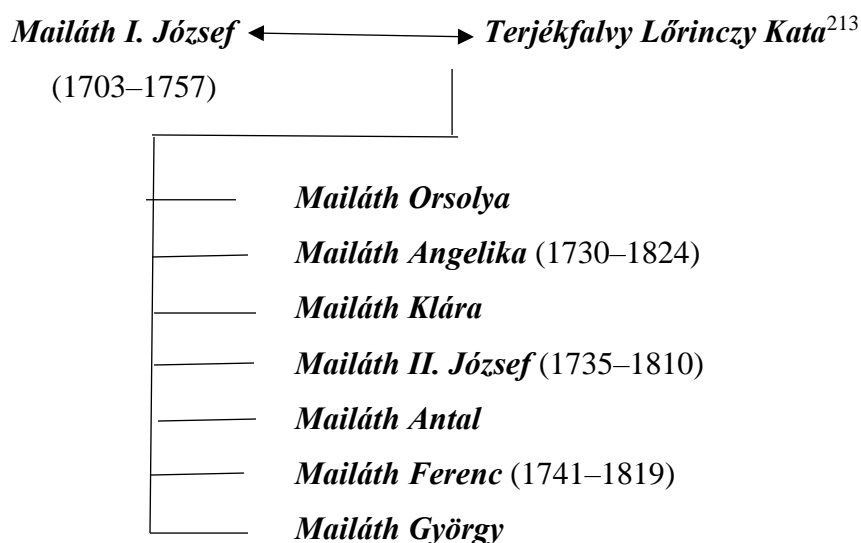 Mailáth I. József Terjékfalvy Lőrinczy Kata213
(1703–1757)
Mailáth Orsolya
Mailáth Angelika (1730–1824)
Mailáth Klára
Mailáth II. József (1735–1810)
Mailáth Antal
Mailáth Ferenc (1741–1819)
Mailáth György